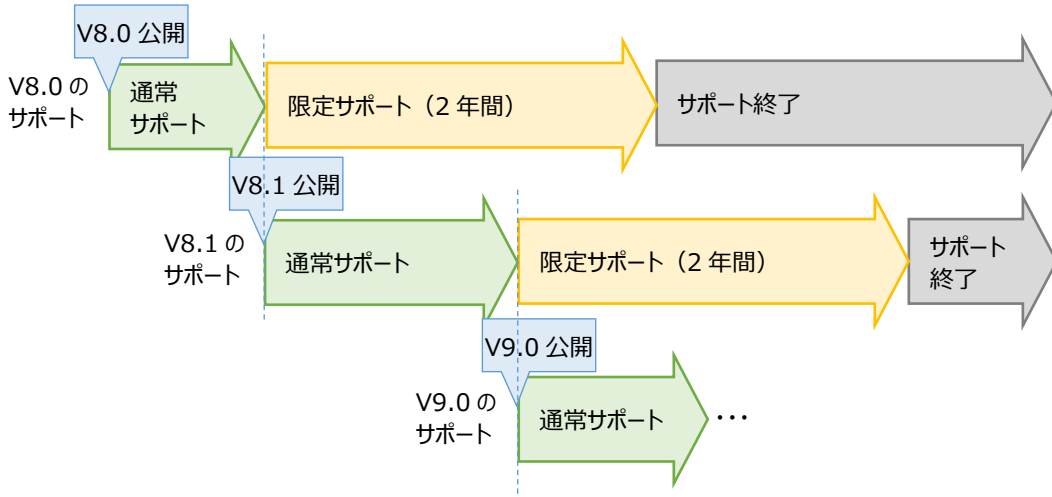 V8.0 公開
V8.0 の
サポート
通常
サポート
限定サポート（2 年間）
サポート終了
V8.1 公開
V8.1 の
サポート
通常サポート
限定サポート（2 年間）
サポート
終了
V9.0 公開
V9.0 の
サポート
通常サポート
・・・